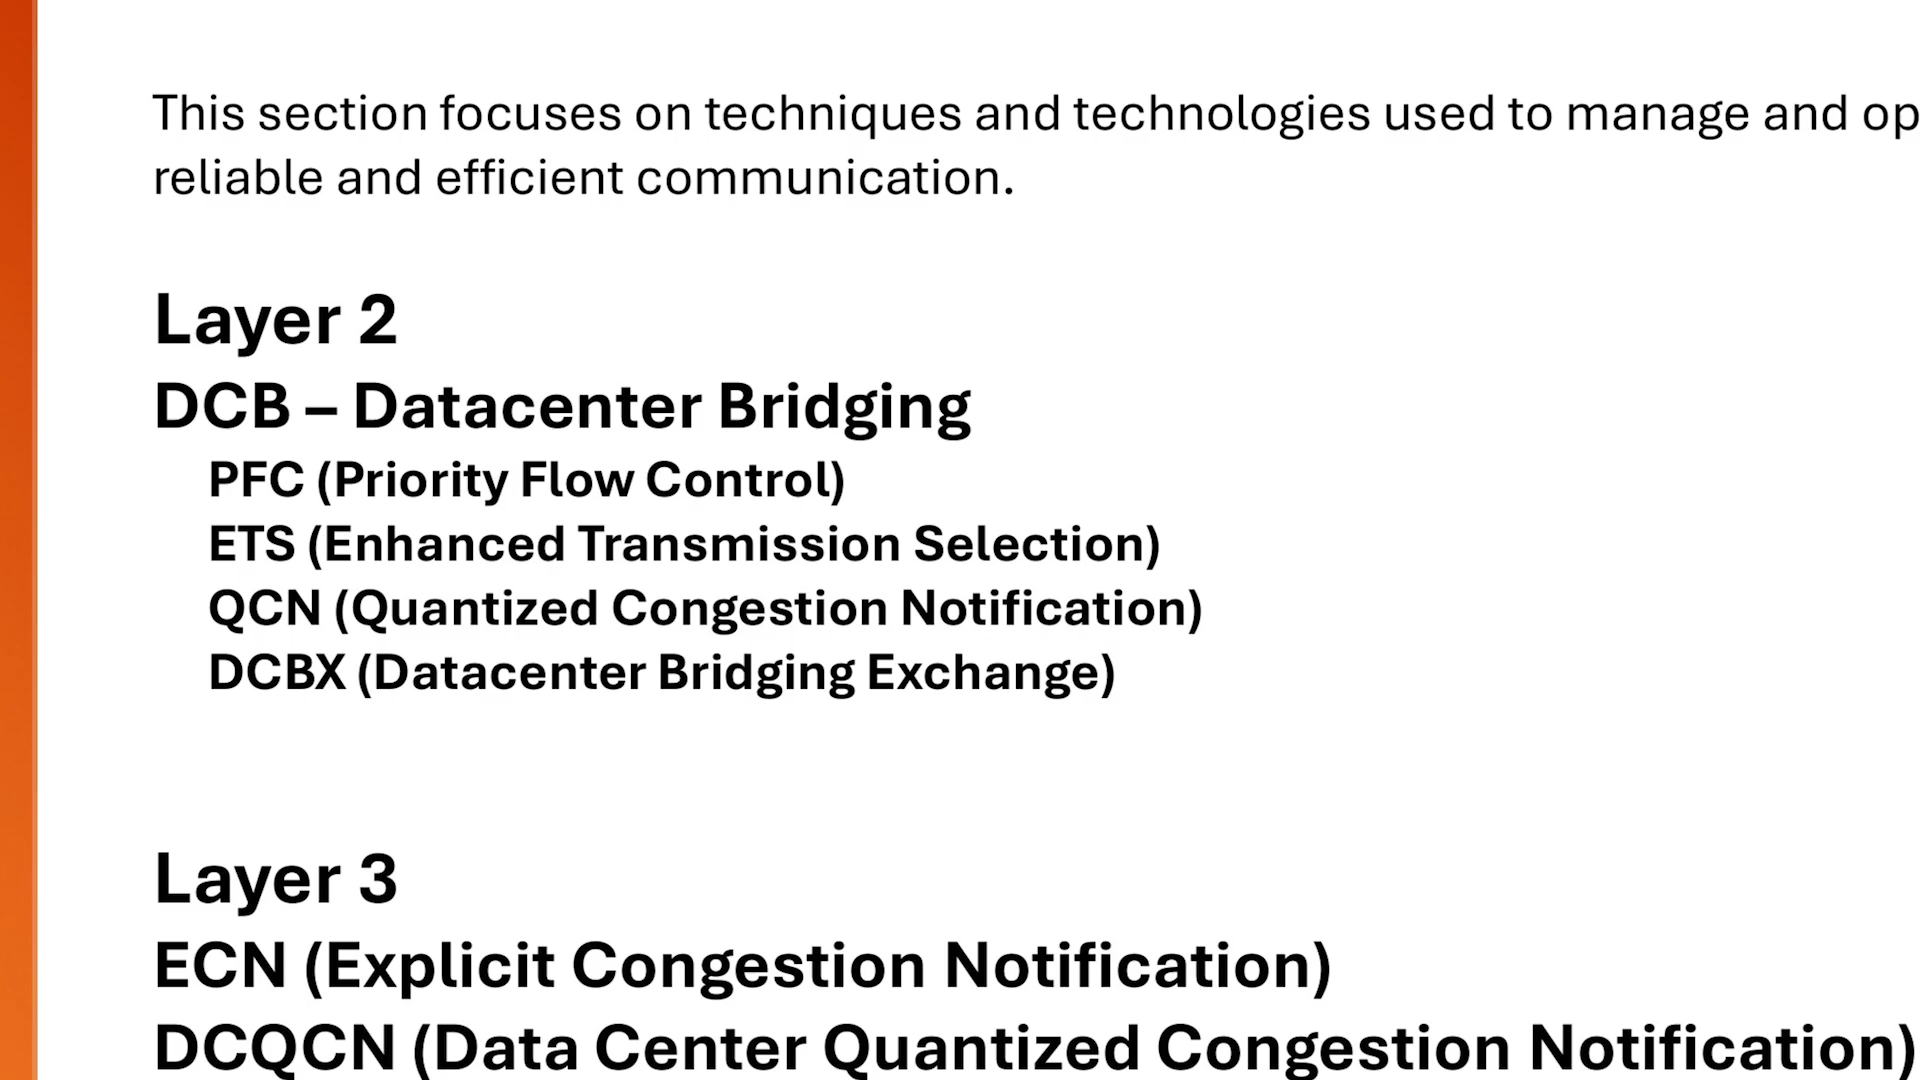 This section focuses on techniques and technologies used to manage and
reliable and efficient communication.
Layer 2
DCB – Datacenter Bridging
PFC (Priority Flow Control)
ETS (Enhanced Transmission Selection)
QCN (Quantized Congestion Notification)
DCBX (Datacenter Bridging Exchange)
Layer 3
ECN (Explicit Congestion Notification)
DCQCN (Data Center Quantized Congestion Notification)